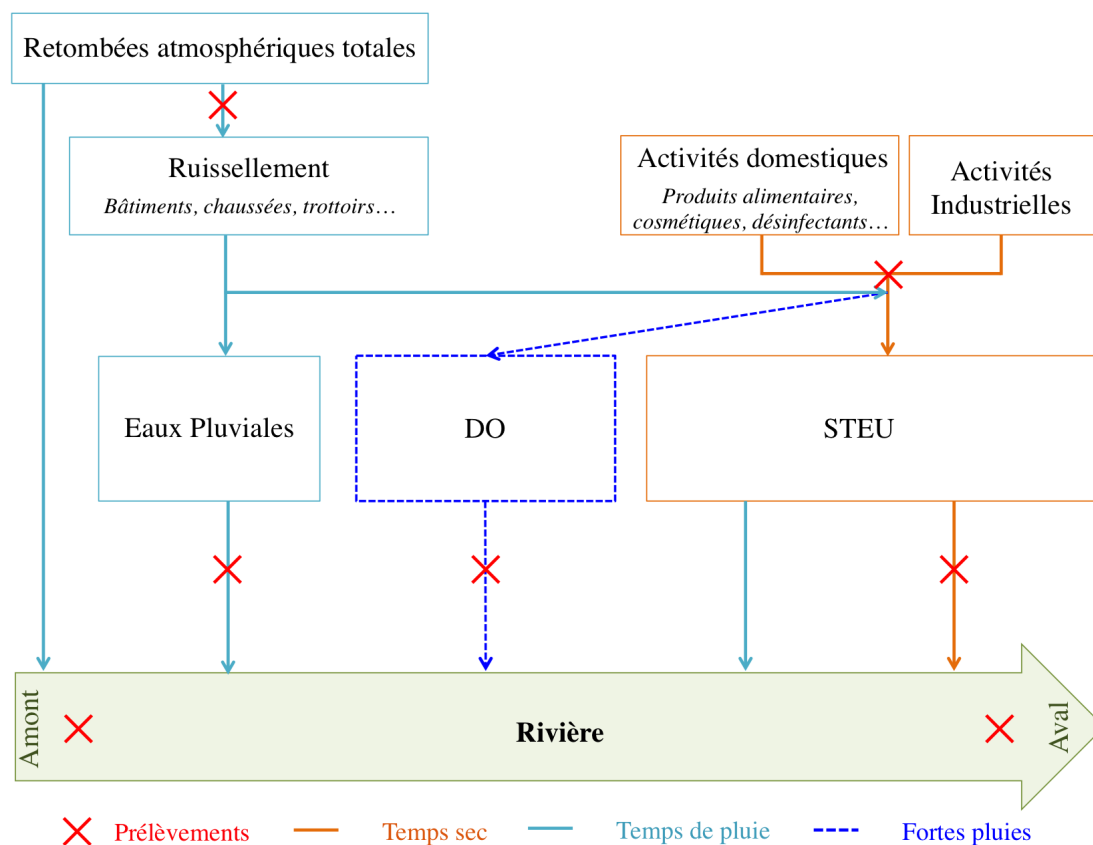 Retombées atmosphériques totales
Ruissellement
Bâtiments, chaussées, trottoirs…
Activités domestiques
Produits alimentaires,
cosmétiques, désinfectants…
Activités
Industrielles
Eaux Pluviales
DO
STEU
Amont
Rivière
Aval
Prélèvements
Temps sec
Temps de pluie
Fortes pluies